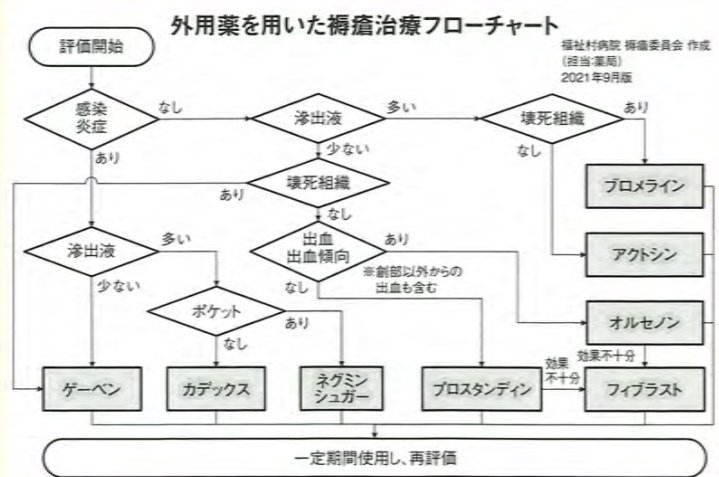 外用薬を用いた褥瘡治療フローチャート
福祉村病院 褥瘡委員会 作成
(担当:薬局)
2021年9月版
評価開始
感染
炎症
なし
あり
滲出液
多い
少ない
壊死組織
あり
なし
ブロメライン
壊死組織
あり
なし
滲出液
多い
少ない
出血
出血傾向
あり
なし
※創部以外からの
出血も含む
アクトシン
ポケット
あり
なし
オルセノン
効果
不十分
効果不十分
ゲーベン
カデックス
ネグミン
シュガー
プロスタンディン
フィブラスト
一定期間使用し、再評価